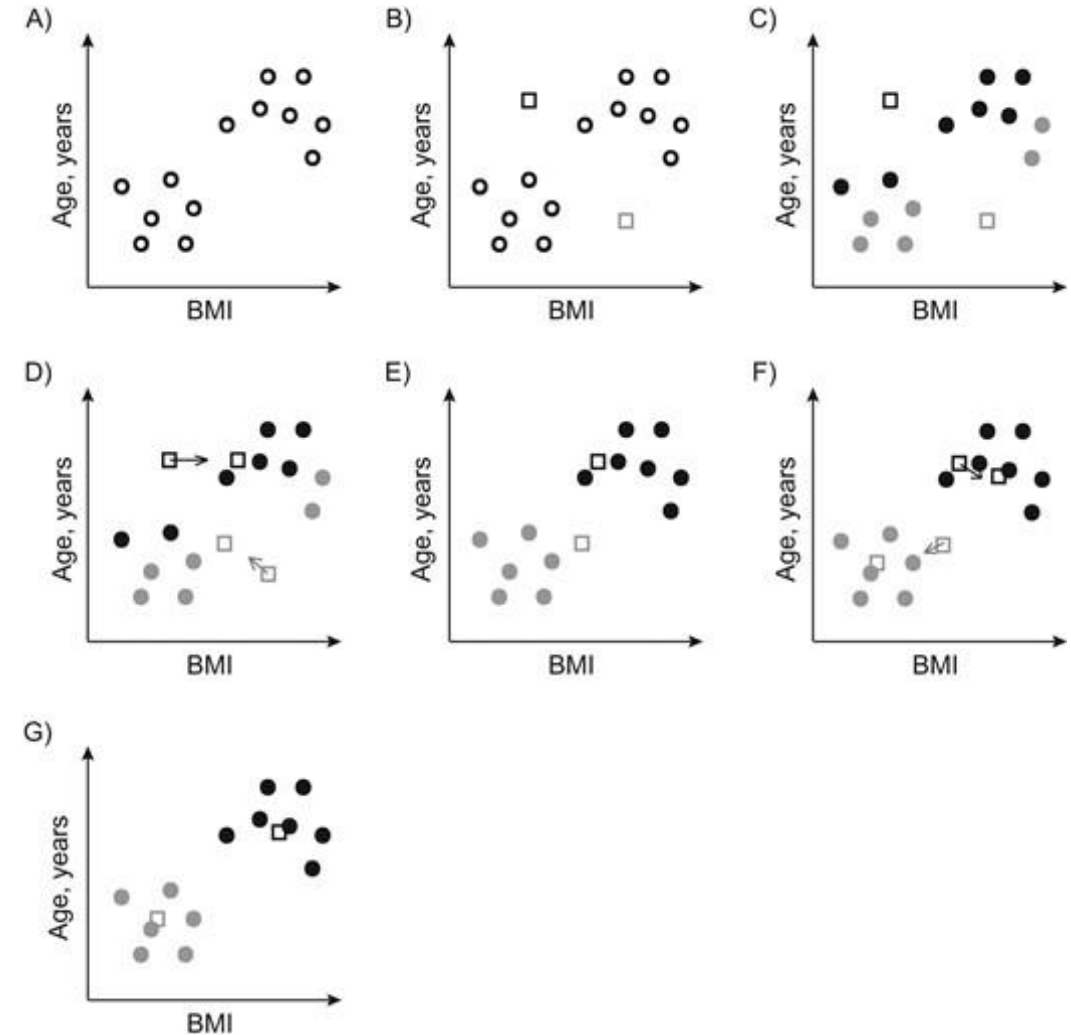 A)
Age, years
BMI
B)
Age, years
BMI
C)
Age, years
BMI
D)
Age, years
BMI
E)
Age, years
BMI
F)
Age, years
BMI
G)
Age, years
BMI